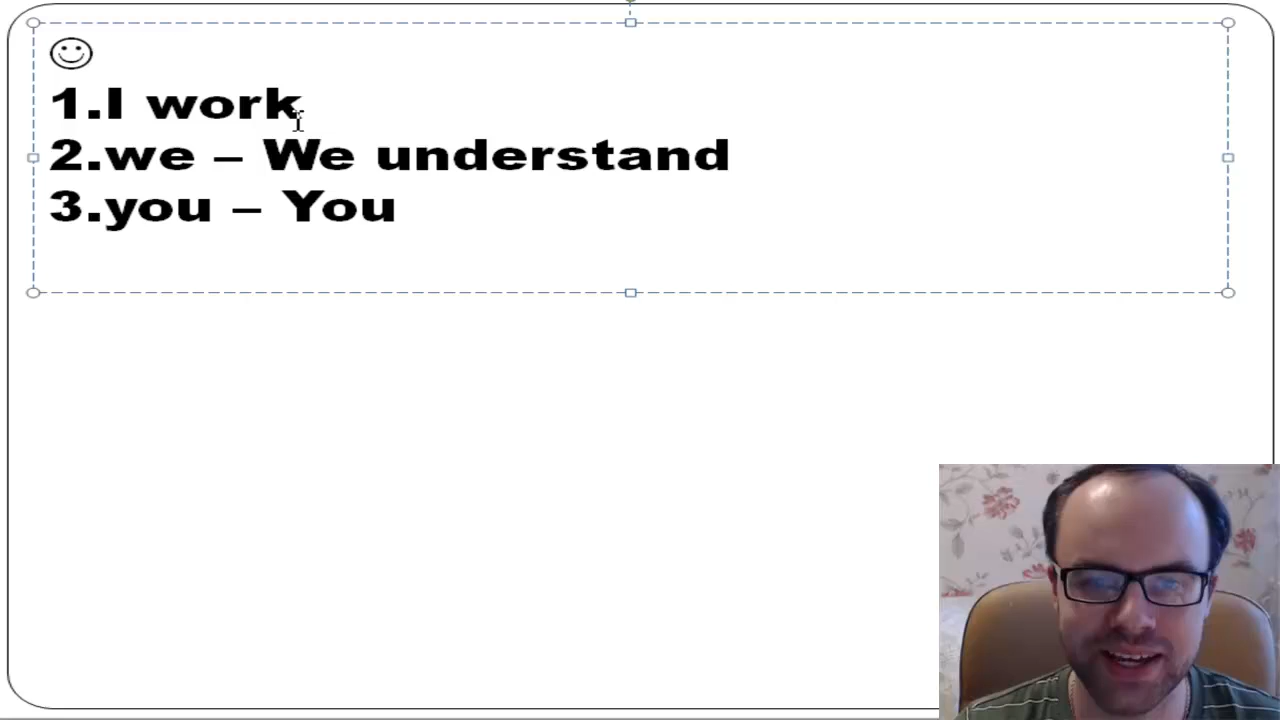 1.I work
2.we – We understand
3.you – You